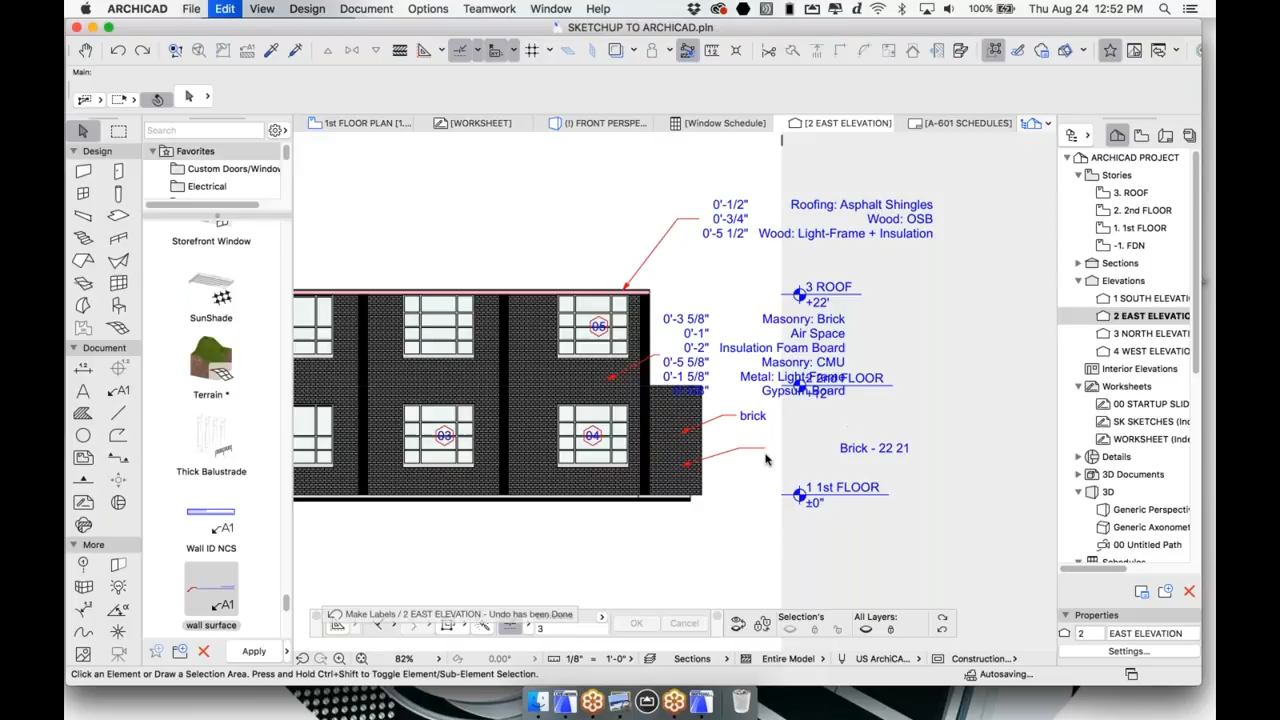 ARCHICAD File Edit View Design Document Options Teamwork Window Help 100% Thu Aug 24 12:52 PM
SKETCHUP TO ARCHICAD.pln
Main:
1st FLOOR PLAN [1.... [WORKSHEET] (!) FRONT PERSPE... [Window Schedule] [2 EAST ELEVATION] [A-601 SCHEDULES]
Search
Design
Favorites
Custom Doors/Window
Electrical
Storefront Window
SunShade
Terrain *
Thick Balustrade
A1
Wall ID NCS
A1
wall surface
Apply
Document
More
0'-1/2" Roofing: Asphalt Shingles
0'-3/4" Wood: OSB
0'-5 1/2" Wood: Light-Frame + Insulation
3 ROOF
+22'
0'-3 5/8" Masonry: Brick
0'-1" Air Space
0'-2" Insulation Foam Board
0'-5 5/8" Masonry: CMU
0'-1 5/8" Metal: Light-Frame
2nd FLOOR
Gypsum Board
+12'
05
03
04
brick
Brick - 22 21
1 1st FLOOR
±0"
ARCHICAD PROJECT
Stories
3. ROOF
2. 2nd FLOOR
1. 1st FLOOR
-1. FDN
Sections
Elevations
1 SOUTH ELEVATI
2 EAST ELEVATIO
3 NORTH ELEVATI
4 WEST ELEVATIO
Interior Elevations
Worksheets
00 STARTUP SLID
SK SKETCHES (In
WORKSHEET (Inde
Details
3D Documents
3D
Generic Perspecti
Generic Axonomet
00 Untitled Path
Properties
2 EAST ELEVATION
Settings...
Make Labels / 2 EAST ELEVATION - Undo has been Done
3
OK Cancel
Selection's
All Layers:
82% 0.00° 1/8" = 1'-0" Sections Entire Model US ArchiCA... Construction...
Click an Element or Draw a Selection Area. Press and Hold Ctrl+Shift to Toggle Element/Sub-Element Selection.
Autosaving...